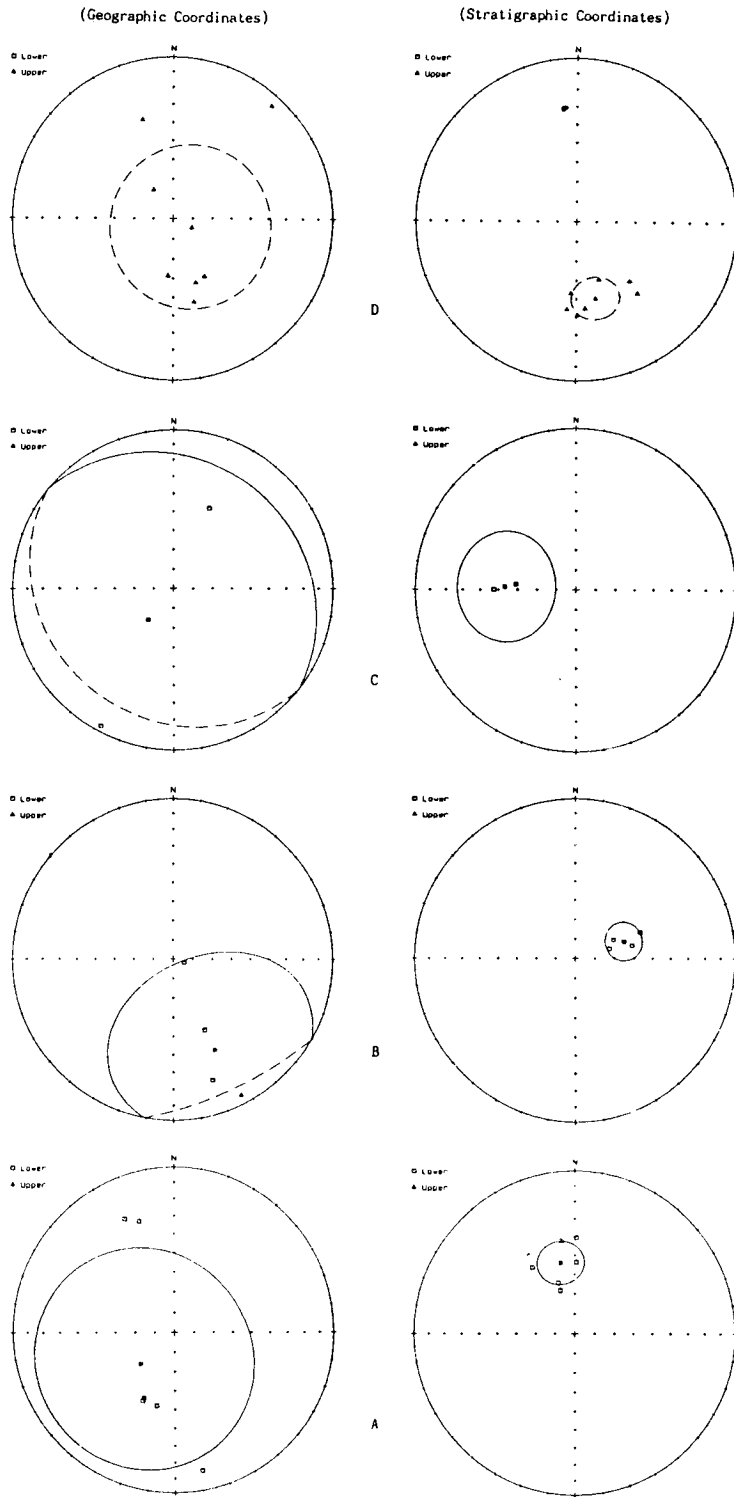 (Geographic Coordinates) (Stratigraphic Coordinates)
N N
Lower Lower
Upper Upper
D
N N
Lower Lower
Upper Upper
C
N N
Lower Lower
Upper Upper
B
N N
Lower Lower
Upper Upper
A